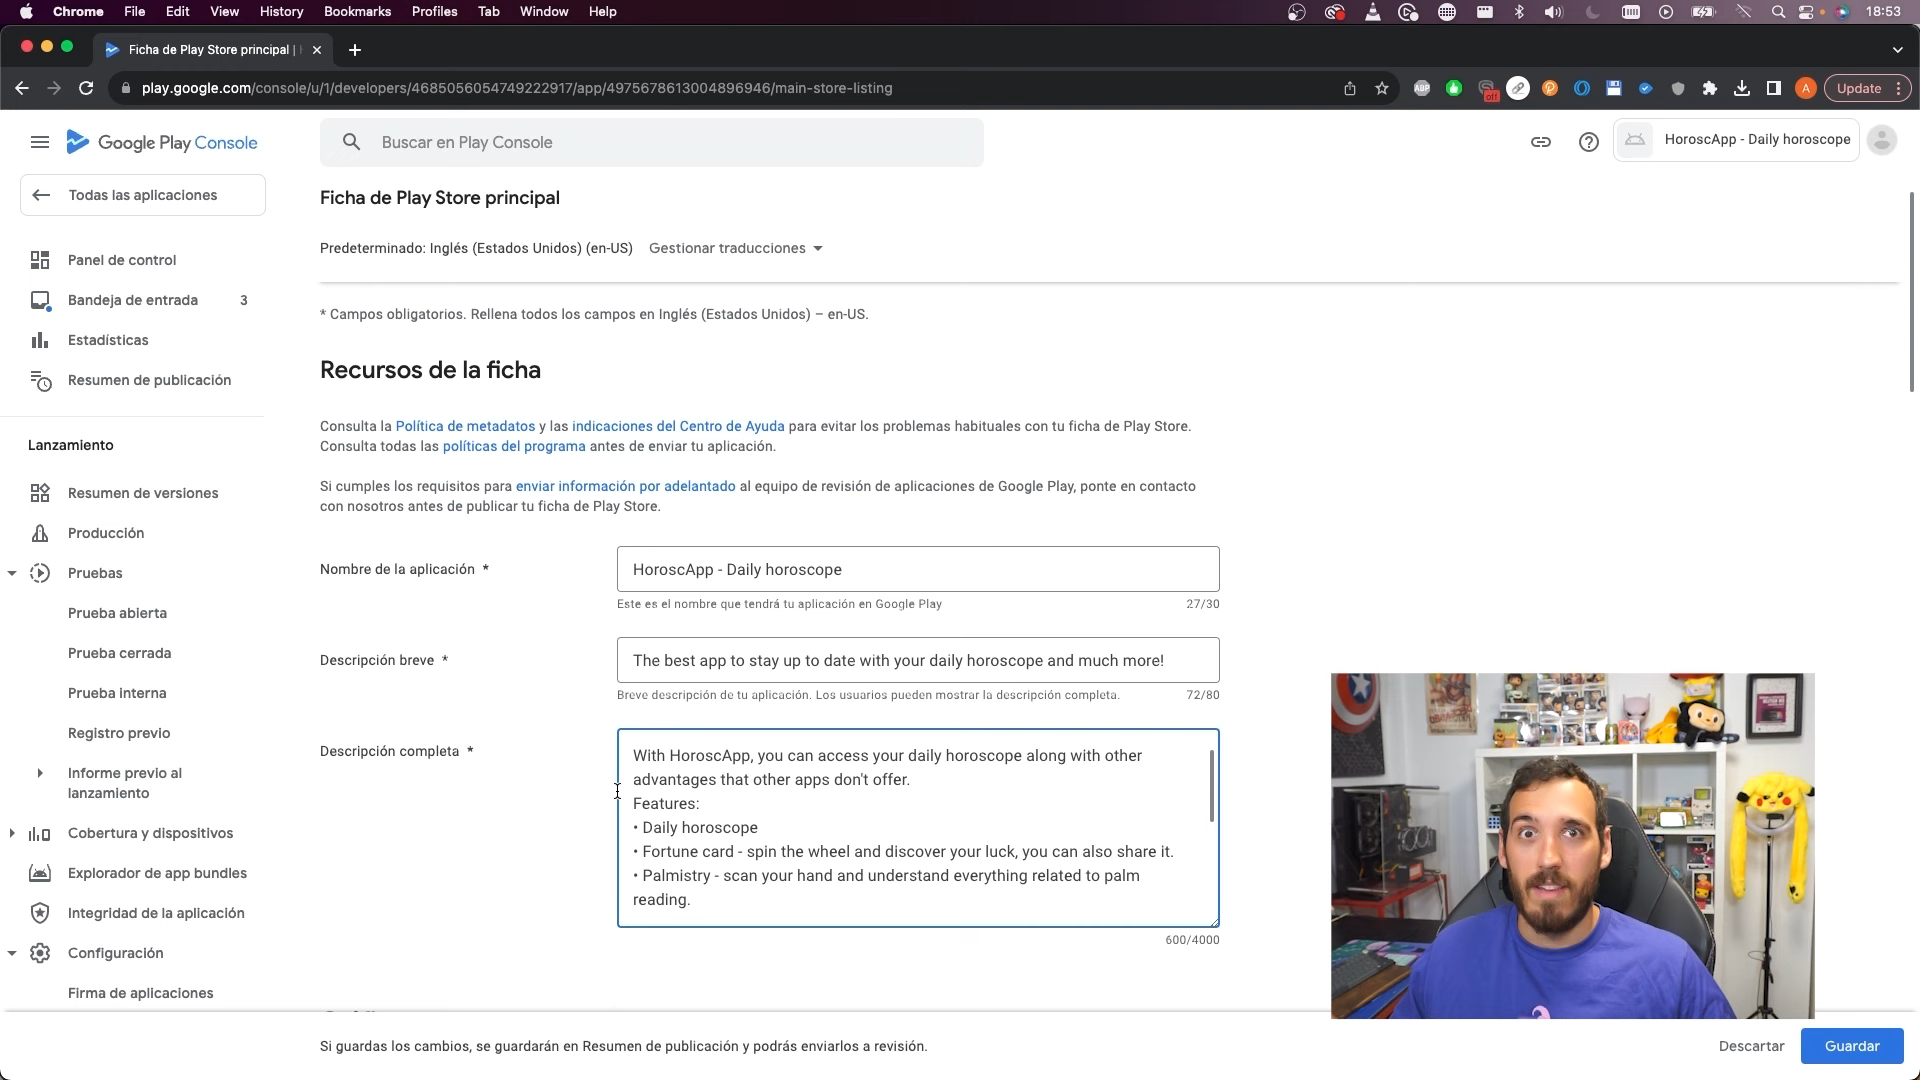 Chrome File Edit View History Bookmarks Profiles Tab Window Help 18:53
Ficha de Play Store principal |
play.google.com/console/u/1/developers/4685056054749222917/app/4975678613004896946/main-store-listing
ABP
off
A
Update
Google Play Console
Buscar en Play Console
HoroscApp - Daily horoscope
Todas las aplicaciones
Panel de control
Bandeja de entrada 3
Estadísticas
Resumen de publicación
Lanzamiento
Resumen de versiones
Producción
Pruebas
Prueba abierta
Prueba cerrada
Prueba interna
Registro previo
Informe previo al
lanzamiento
Cobertura y dispositivos
Explorador de app bundles
Integridad de la aplicación
Configuración
Firma de aplicaciones
Ficha de Play Store principal
Predeterminado: Inglés (Estados Unidos) (en-US) Gestionar traducciones
* Campos obligatorios. Rellena todos los campos en Inglés (Estados Unidos) – en-US.
Recursos de la ficha
Consulta la Política de metadatos y las indicaciones del Centro de Ayuda para evitar los problemas habituales con tu ficha de Play Store.
Consulta todas las políticas del programa antes de enviar tu aplicación.
Si cumples los requisitos para enviar información por adelantado al equipo de revisión de aplicaciones de Google Play, ponte en contacto
con nosotros antes de publicar tu ficha de Play Store.
Nombre de la aplicación *
HoroscApp - Daily horoscope
Este es el nombre que tendrá tu aplicación en Google Play 27/30
Descripción breve *
The best app to stay up to date with your daily horoscope and much more!
Breve descripción de tu aplicación. Los usuarios pueden mostrar la descripción completa. 72/80
Descripción completa *
With HoroscApp, you can access your daily horoscope along with other
advantages that other apps don't offer.
Features:
• Daily horoscope
• Fortune card - spin the wheel and discover your luck, you can also share it.
• Palmistry - scan your hand and understand everything related to palm
reading.
600/4000
Si guardas los cambios, se guardarán en Resumen de publicación y podrás enviarlos a revisión.
Descartar
Guardar